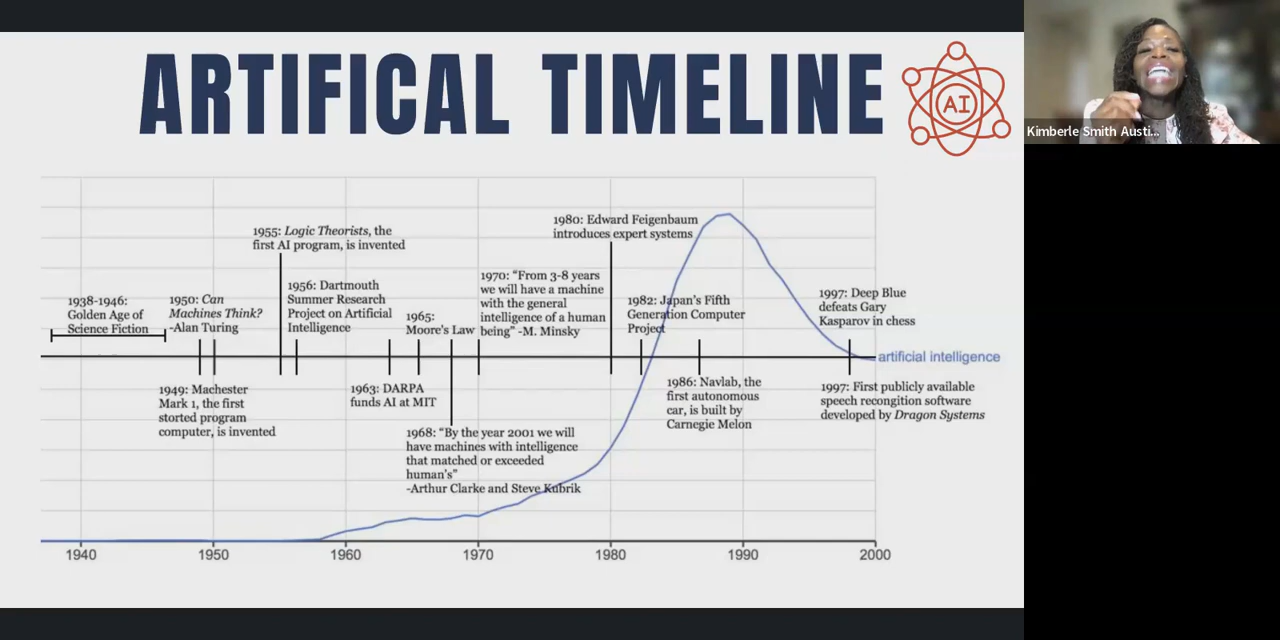 ARTIFICAL TIMELINE
AI
Kimberle Smith Austi...
1980: Edward Feigenbaum
introduces expert systems
1955: Logic Theorists, the
first AI program, is invented
1938-1946:
Golden Age of
Science Fiction
1950: Can
Machines Think?
-Alan Turing
1956: Dartmouth
Summer Research
Project on Artificial
Intelligence
1965:
Moore's Law
1970: “From 3-8 years
we will have a machine
with the general
intelligence of a human
being” -M. Minsky
1982: Japan's Fifth
Generation Computer
Project
1997: Deep Blue
defeats Gary
Kasparov in chess
artificial intelligence
1949: Machester
Mark 1, the first
storted program
computer, is invented
1963: DARPA
funds AI at MIT
1968: “By the year 2001 we will
have machines with intelligence
that matched or exceeded
human's”
-Arthur Clarke and Steve Kubrik
1986: Navlab, the
first autonomous
car, is built by
Carnegie Melon
1997: First publicly available
speech recongition software
developed by Dragon Systems
1940 1950 1960 1970 1980 1990 2000